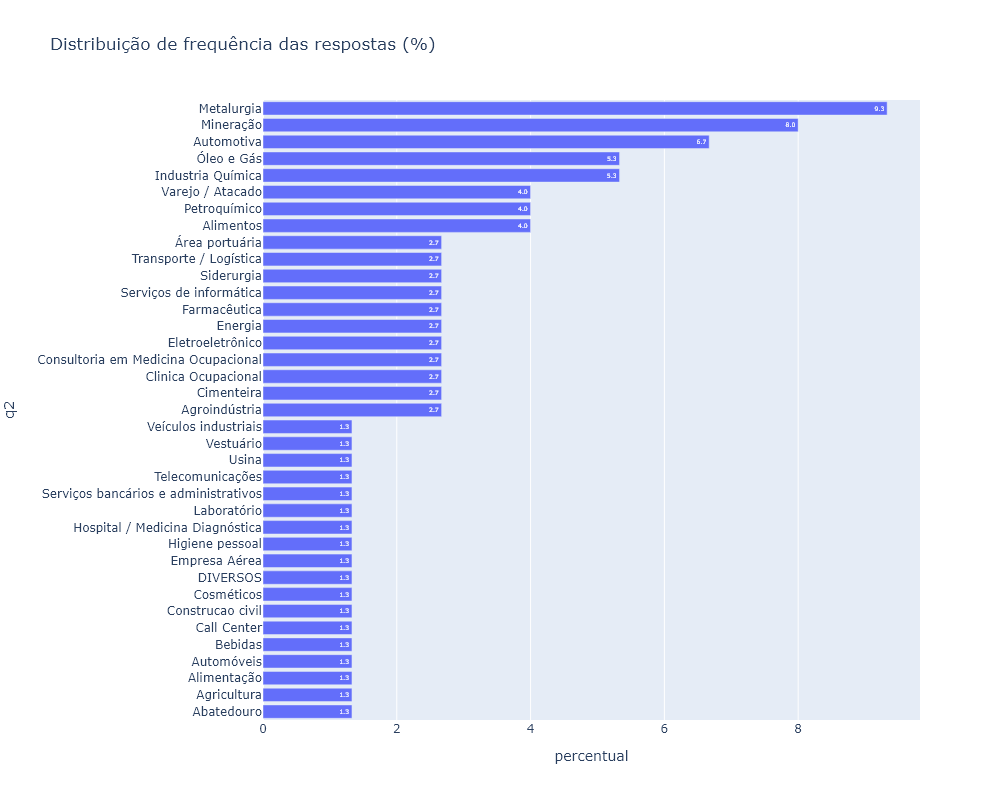 Distribuição de frequência das respostas (%)
Metalurgia 9.3
Mineração 8.0
Automotiva 6.7
Óleo e Gás 5.3
Industria Química 5.3
Varejo / Atacado 4.0
Petroquímico 4.0
Alimentos 4.0
Área portuária 2.7
Transporte / Logística 2.7
Siderurgia 2.7
Serviços de informática 2.7
Farmacêutica 2.7
Energia 2.7
Eletroeletrônico 2.7
Consultoria em Medicina Ocupacional 2.7
Clinica Ocupacional 2.7
Cimenteira 2.7
Agroindústria 2.7
Veículos industriais 1.3
Vestuário 1.3
Usina 1.3
Telecomunicações 1.3
Serviços bancários e administrativos 1.3
Laboratório 1.3
Hospital / Medicina Diagnóstica 1.3
Higiene pessoal 1.3
Empresa Aérea 1.3
DIVERSOS 1.3
Cosméticos 1.3
Construcao civil 1.3
Call Center 1.3
Bebidas 1.3
Automóveis 1.3
Alimentação 1.3
Agricultura 1.3
Abatedouro 1.3
0 2 4 6 8
percentual
q2